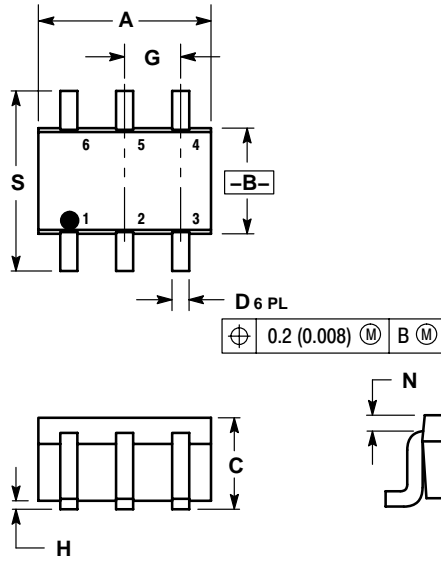 A
G
6 5 4
S
–B–
1 2 3
D 6 PL
⌖ 0.2 (0.008) Ⓜ B Ⓜ
N
C
H